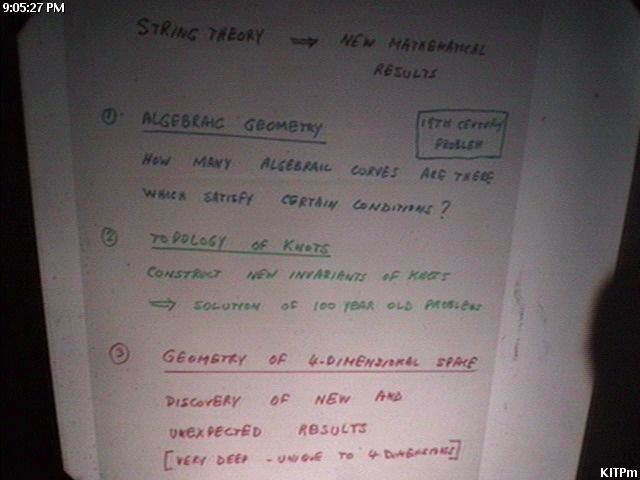 9:05:27 PM
STRING THEORY ⇒ NEW MATHEMATICAL
RESULTS
① ALGEBRAIC GEOMETRY
19TH CENTURY
PROBLEM
HOW MANY ALGEBRAIC CURVES ARE THERE
WHICH SATISFY CERTAIN CONDITIONS?
② TOPOLOGY OF KNOTS
CONSTRUCT NEW INVARIANTS OF KNOTS
⇒ SOLUTION OF 100 YEAR OLD PROBLEMS
③ GEOMETRY OF 4-DIMENSIONAL SPACE
DISCOVERY OF NEW AND
UNEXPECTED RESULTS
[VERY DEEP - UNIQUE TO 4 DIMENSIONS]
KITPm